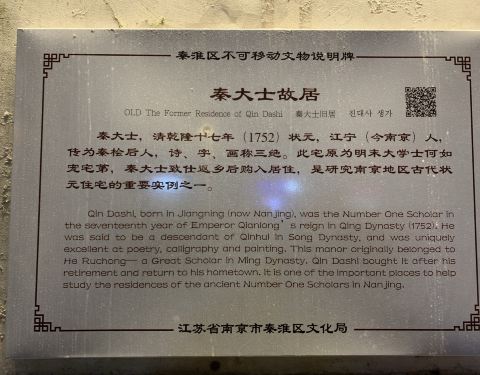 秦淮区不可移动文物说明牌
秦大士故居
OLD The Former Residence of Qin Dashi 秦大士旧居 진대사 생가
秦大士，清乾隆十七年（1752）状元，江宁（今南京）人，
传为秦桧后人，诗、字、画称三绝。此宅原为明末大学士何如
宠宅第，秦大士致仕返乡后购入居住，是研究南京地区古代状
元住宅的重要实例之一。
Qin Dashi, born in Jiangning (now Nanjing), was the Number One Scholar in
the seventeenth year of Emperor Qianlong's reign in Qing Dynasty (1752). He
was said to be a descendant of Qinhui in Song Dynasty, and was uniquely
excellent at poetry, calligraphy and painting. This manor originally belonged to
He Ruchong— a Great Scholar in Ming Dynasty. Qin Dashi bought it after his
retirement and return to his hometown. It is one of the important places to help
study the residences of the ancient Number One Scholars in Nanjing.
江苏省南京市秦淮区文化局